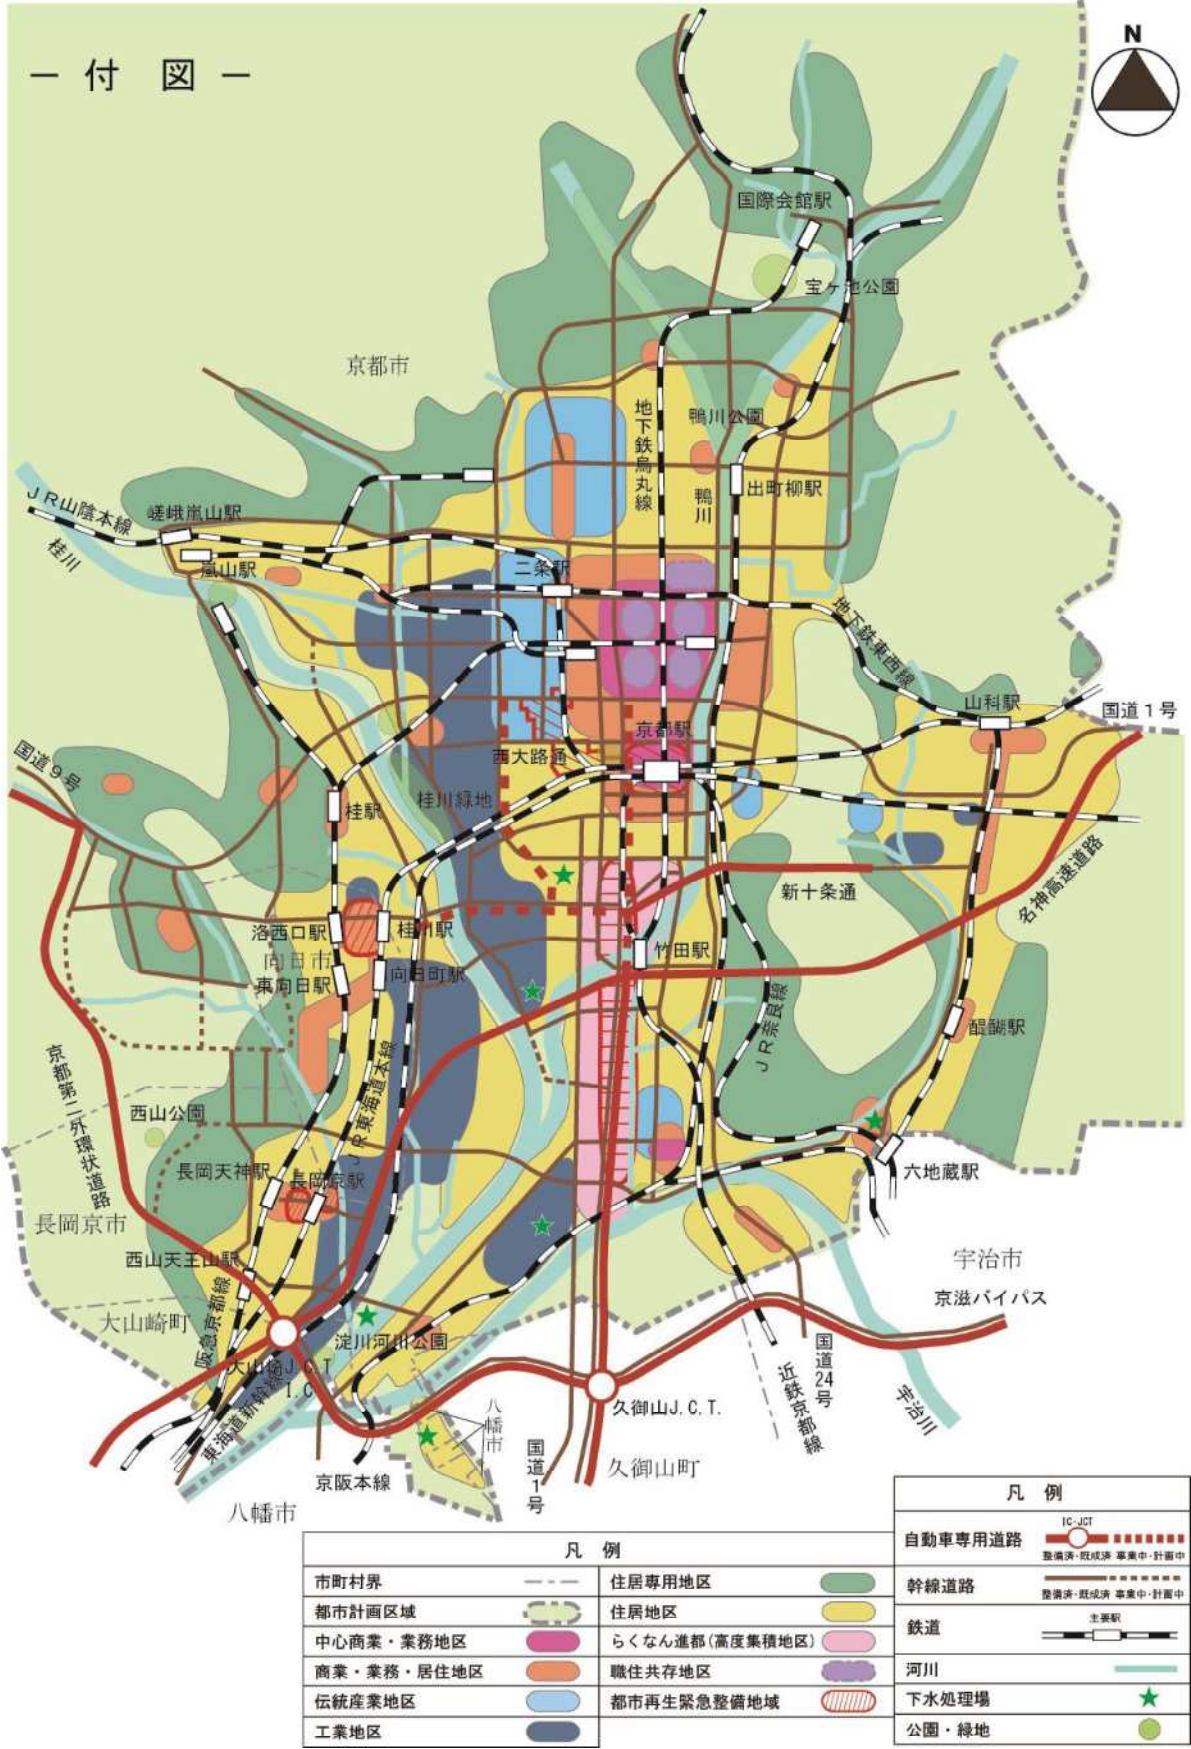 － 付 図 －
N
国際会館駅
宝ヶ池公園
京都市
地下鉄烏丸線
鴨川公園
鴨川
出町柳駅
JR山陰本線
嵯峨嵐山駅
桂川
嵐山駅
二条駅
地下鉄東西線
山科駅
国道1号
京都駅
西大路通
国道9号
桂川緑地
桂駅
新十条通
名神高速道路
洛西口駅
桂川駅
竹田駅
向日市
東向日駅
向日町駅
JR奈良線
醍醐駅
京都第二外環状道路
JR東海道本線
西山公園
長岡天神駅
長岡京駅
六地蔵駅
長岡京市
西山天王山駅
宇治市
京滋バイパス
大山崎町
阪急京都線
淀川河川公園
大山崎J.C.T
I.C
東海道新幹線
国道24号
近鉄京都線
宇治川
久御山J.C.T.
八幡市
国道1号
久御山町
京阪本線
八幡市
凡 例
市町村界
都市計画区域
中心商業・業務地区
商業・業務・居住地区
伝統産業地区
工業地区
住居専用地区
住居地区
らくなん進都(高度集積地区)
職住共存地区
都市再生緊急整備地域
凡 例
自動車専用道路
IC・JCT
整備済・既成済 事業中・計画中
幹線道路
整備済・既成済 事業中・計画中
鉄道
主要駅
河川
下水処理場
公園・緑地